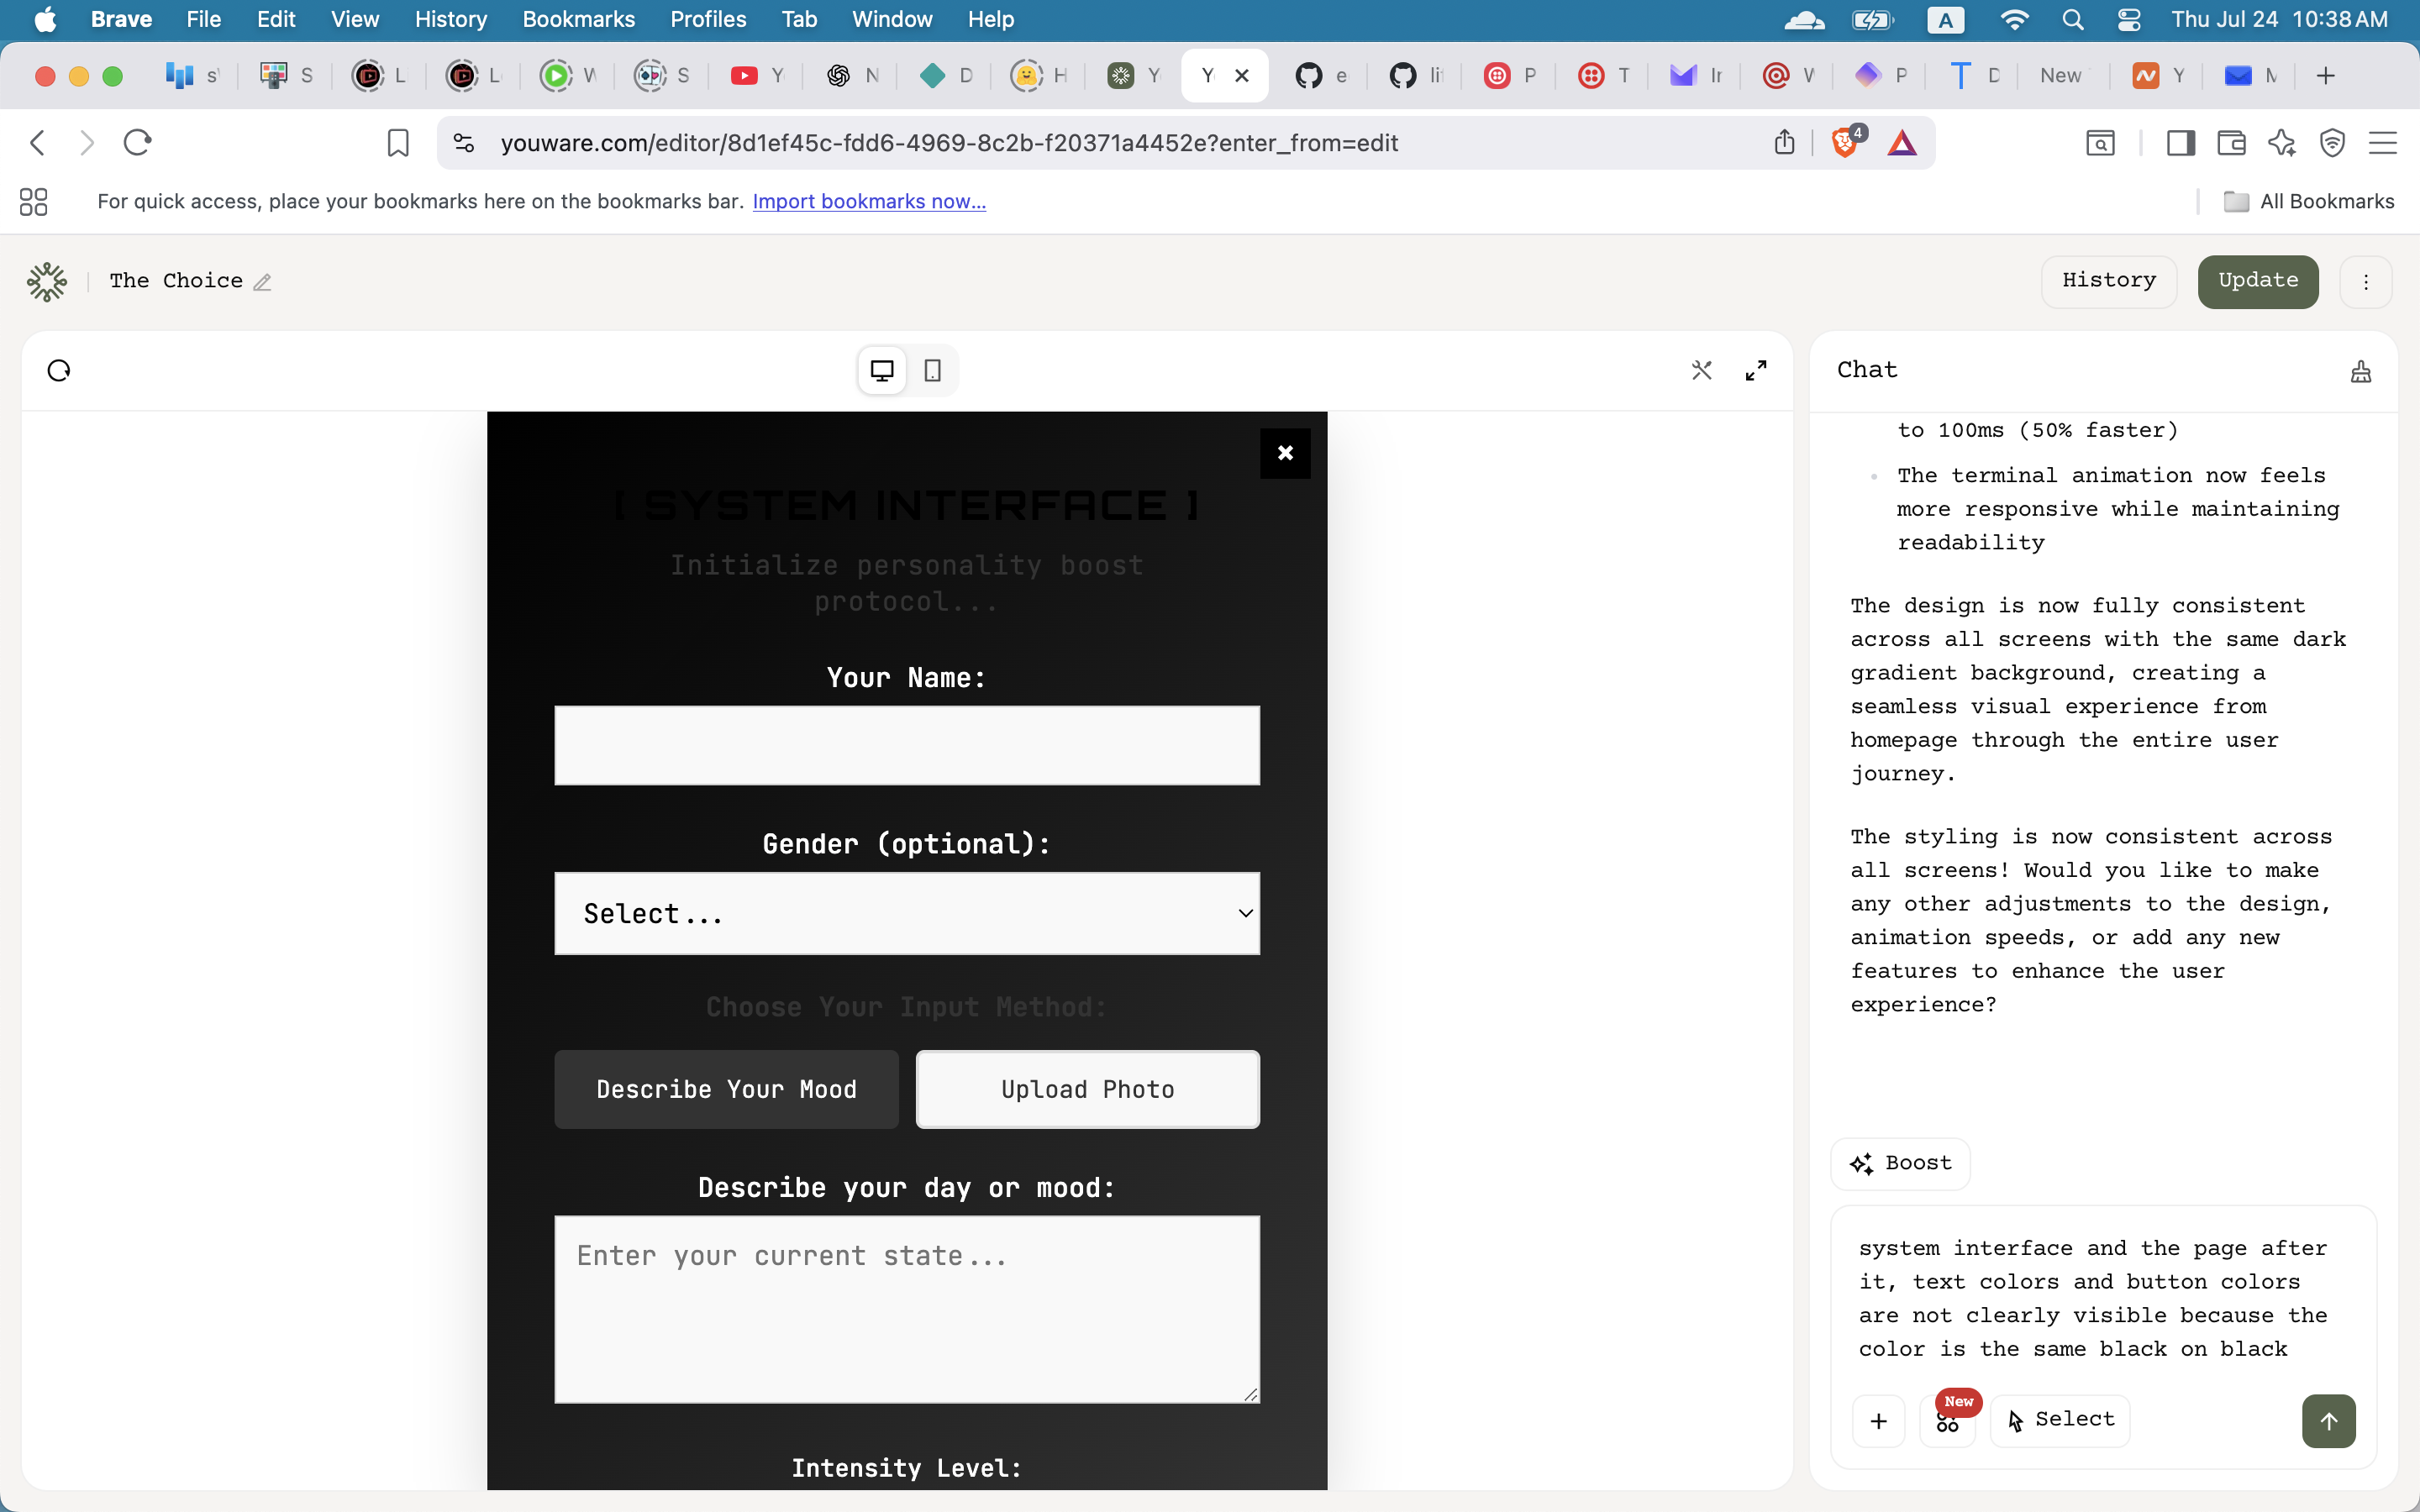 Brave File Edit View History Bookmarks Profiles Tab Window Help
A
Thu Jul 24 10:38 AM
S L L W S Y N D H Y Y e P T P D New Y M
youware.com/editor/8d1ef45c-fdd6-4969-8c2b-f20371a4452e?enter_from=edit
4
For quick access, place your bookmarks here on the bookmarks bar. Import bookmarks now...
All Bookmarks
The Choice
History
Update
[ SYSTEM INTERFACE ]
Initialize personality boost
protocol...
Your Name:
Gender (optional):
Select...
Choose Your Input Method:
Describe Your Mood
Upload Photo
Describe your day or mood:
Enter your current state...
Intensity Level:
Chat
to 100ms (50% faster)
The terminal animation now feels
more responsive while maintaining
readability
The design is now fully consistent
across all screens with the same dark
gradient background, creating a
seamless visual experience from
homepage through the entire user
journey.
The styling is now consistent across
all screens! Would you like to make
any other adjustments to the design,
animation speeds, or add any new
features to enhance the user
experience?
Boost
system interface and the page after
it, text colors and button colors
are not clearly visible because the
color is the same black on black
New
Select